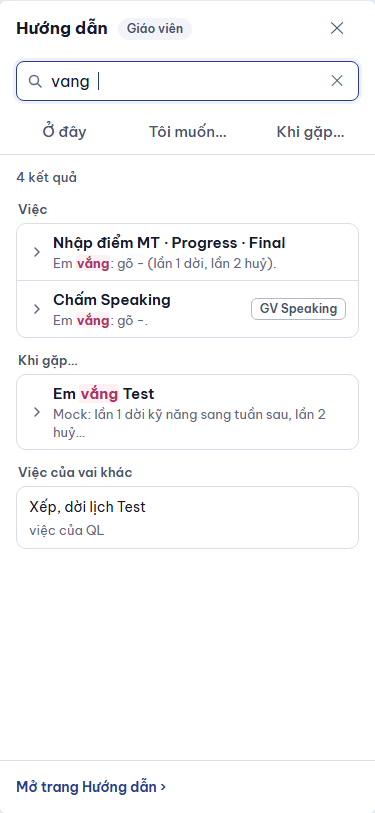 Hướng dẫn Giáo viên
vang
Ở đây Tôi muốn... Khi gặp...
4 kết quả
Việc
Nhập điểm MT · Progress · Final
Em vắng: gõ - (lần 1 dời, lần 2 huỷ).
Chấm Speaking
GV Speaking
Em vắng: gõ -.
Khi gặp...
Em vắng Test
Mock: lần 1 dời kỹ năng sang tuần sau, lần 2
huỷ...
Việc của vai khác
Xếp, dời lịch Test
việc của QL
Mở trang Hướng dẫn ›